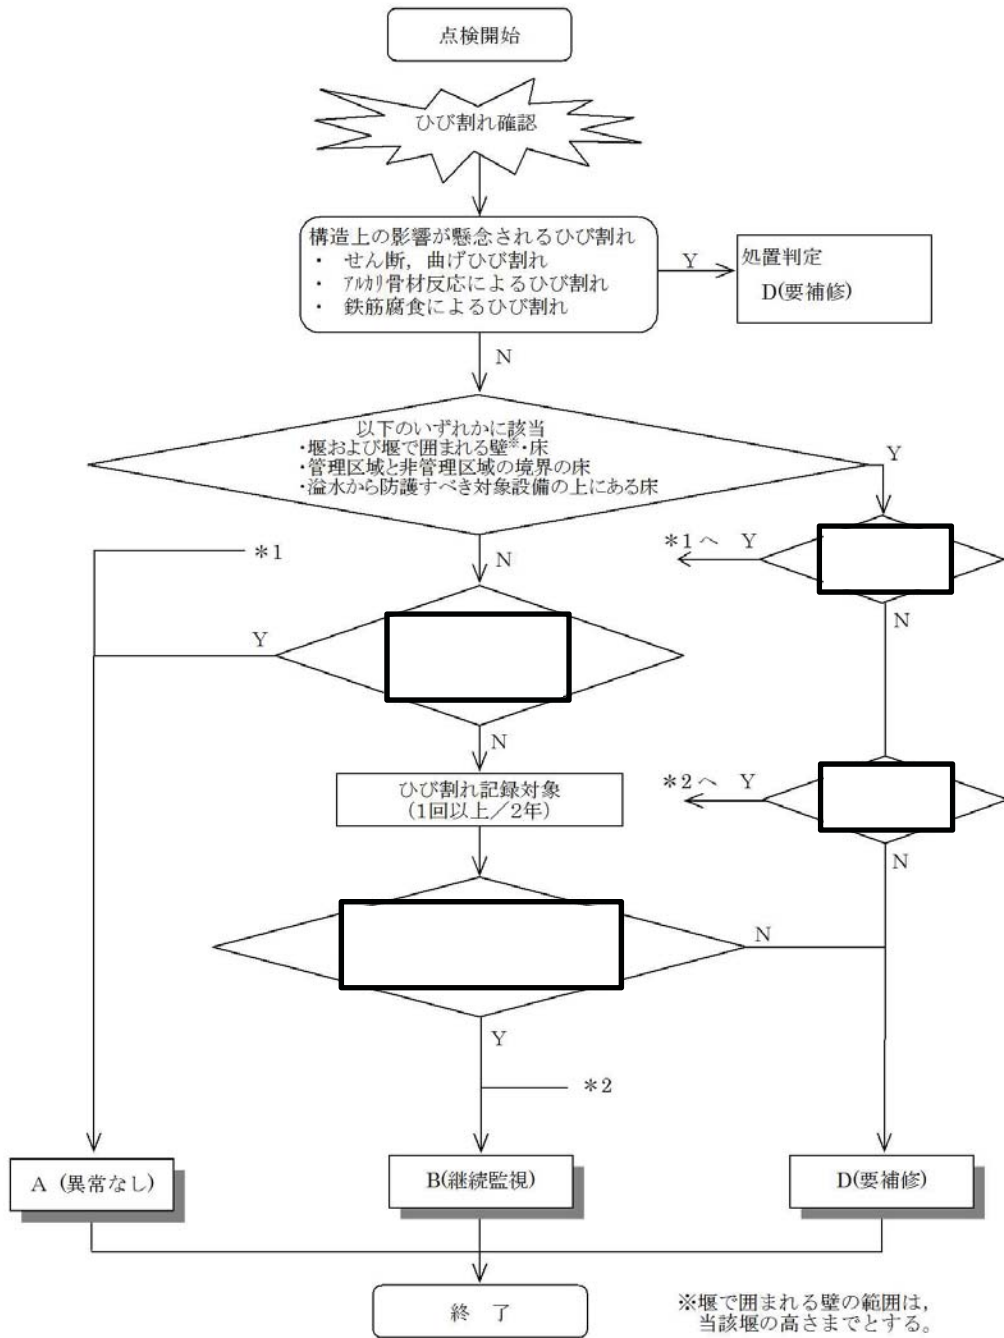 点検開始
ひび割れ確認
構造上の影響が懸念されるひび割れ
・ せん断，曲げひび割れ
・ ｱﾙｶﾘ骨材反応によるひび割れ
・ 鉄筋腐食によるひび割れ
Y
処置判定
D(要補修)
N
以下のいずれかに該当
・堰および堰で囲まれる壁※・床
・管理区域と非管理区域の境界の床
・溢水から防護すべき対象設備の上にある床
Y
＊1
N
＊1へ Y
N
Y
N
ひび割れ記録対象
(1回以上／2年)
＊2へ Y
N
N
Y
＊2
A (異常なし)
B(継続監視)
D(要補修)
終 了
※堰で囲まれる壁の範囲は，
当該堰の高さまでとする。